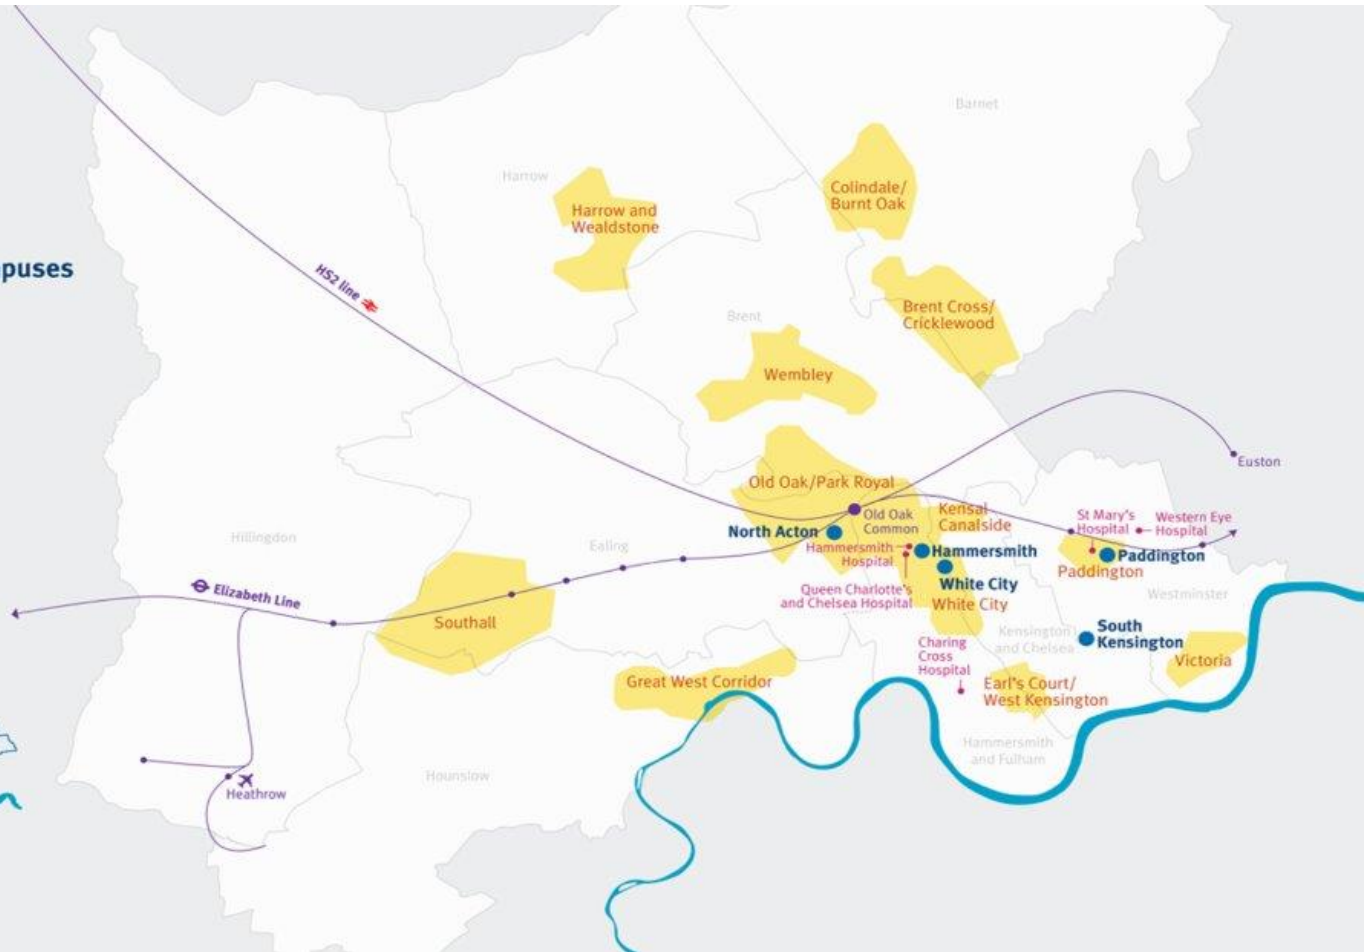 Barnet
Harrow
Colindale/
Burnt Oak
Harrow and
Wealdstone
puses
HS2 line
Brent
Brent Cross/
Cricklewood
Wembley
Euston
Old Oak/Park Royal
Old Oak
Common
Kensal
Canalside
St Mary's
Hospital
Western Eye
Hospital
North Acton
Hammersmith
Hospital
Hammersmith
Paddington
Paddington
Hillingdon
Ealing
Elizabeth Line
Queen Charlotte's
and Chelsea Hospital
White City
White City
Westminster
Southall
Kensington
and Chelsea
South
Kensington
Charing
Cross
Hospital
Victoria
Great West Corridor
Earl's Court/
West Kensington
Hammersmith
and Fulham
Hounslow
Heathrow